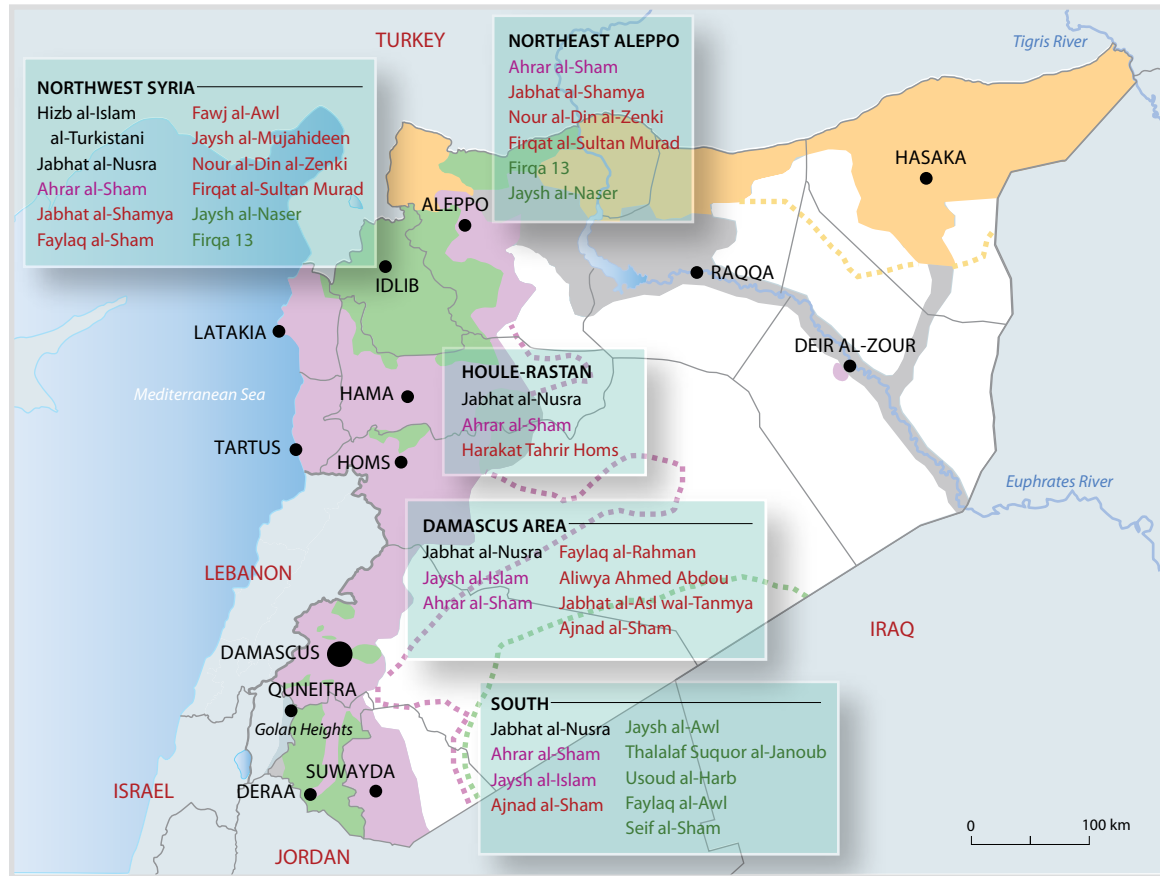 TURKEY
Tigris River
NORTHWEST SYRIA
Hizb al-Islam
al-Turkistani
Jabhat al-Nusra
Ahrar al-Sham
Jabhat al-Shamya
Faylaq al-Sham
Fawj al-Awl
Jaysh al-Mujahideen
Nour al-Din al-Zenki
Firqat al-Sultan Murad
Jaysh al-Naser
Firqa 13
NORTHEAST ALEPPO
Ahrar al-Sham
Jabhat al-Shamya
Nour al-Din al-Zenki
Firqat al-Sultan Murad
Firqa 13
Jaysh al-Naser
HASAKA
ALEPPO
IDLIB
RAQQA
LATAKIA
DEIR AL-ZOUR
Mediterranean Sea
HAMA
TARTUS
HOMS
HOULE-RASTAN
Jabhat al-Nusra
Ahrar al-Sham
Harakat Tahrir Homs
Euphrates River
DAMASCUS AREA
Jabhat al-Nusra
Jaysh al-Islam
Ahrar al-Sham
Faylaq al-Rahman
Aliwya Ahmed Abdou
Jabhat al-Asl wal-Tanmya
Ajnad al-Sham
LEBANON
IRAQ
DAMASCUS
QUNEITRA
Golan Heights
SUWAYDA
ISRAEL
DERAA
JORDAN
SOUTH
Jabhat al-Nusra
Ahrar al-Sham
Jaysh al-Islam
Ajnad al-Sham
Jaysh al-Awl
Thalalaf Suquor al-Janoub
Usoud al-Harb
Faylaq al-Awl
Seif al-Sham
0 100 km